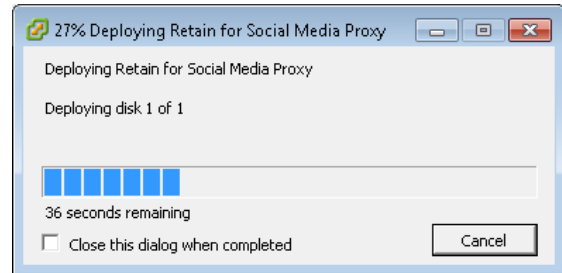 27% Deploying Retain for Social Media Proxy
Deploying Retain for Social Media Proxy
Deploying disk 1 of 1
36 seconds remaining
Close this dialog when completed
Cancel